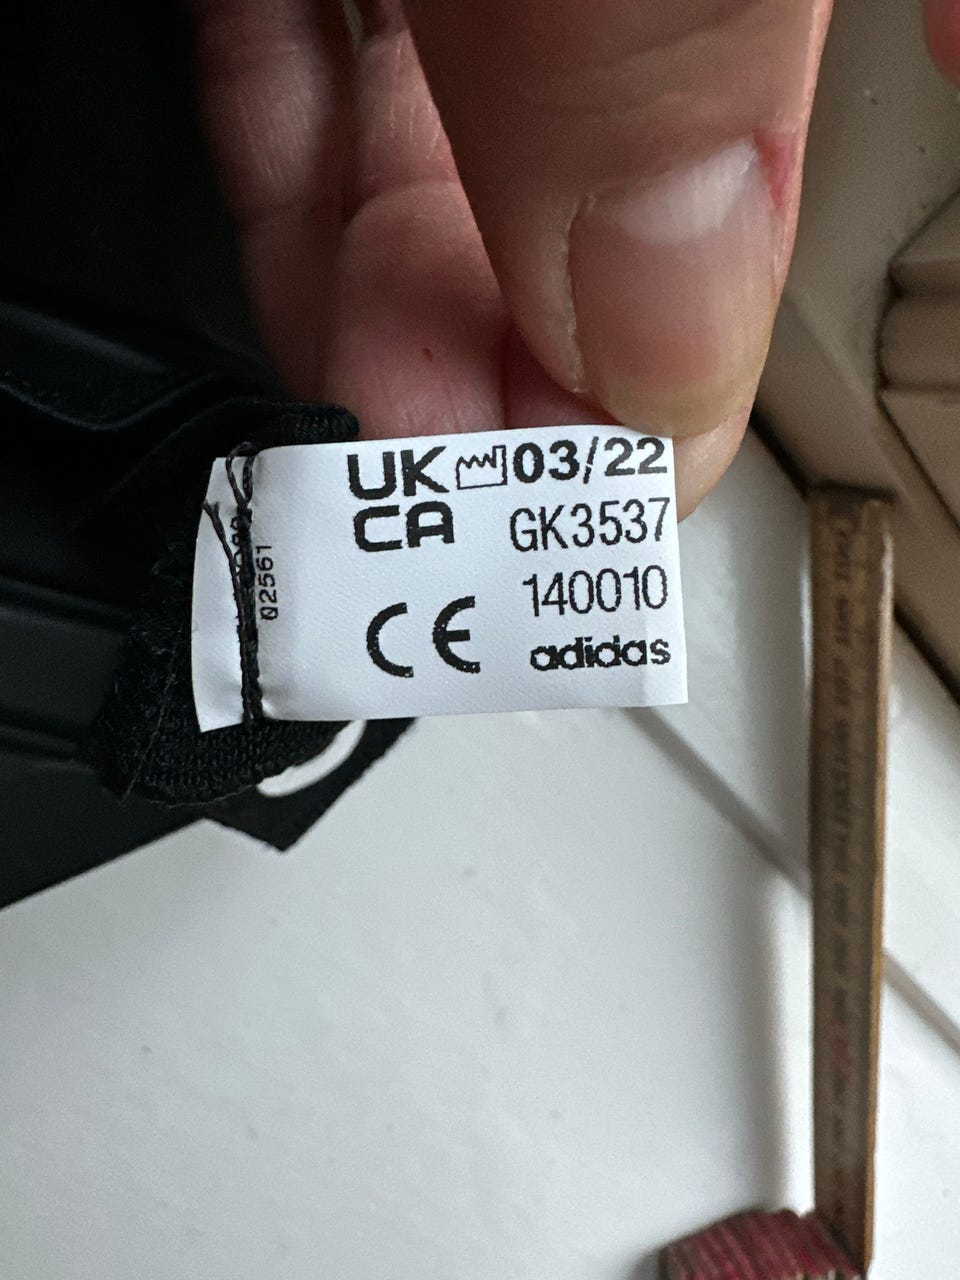 UK 03/22
CA GK3537
140010
CE adidas
02561